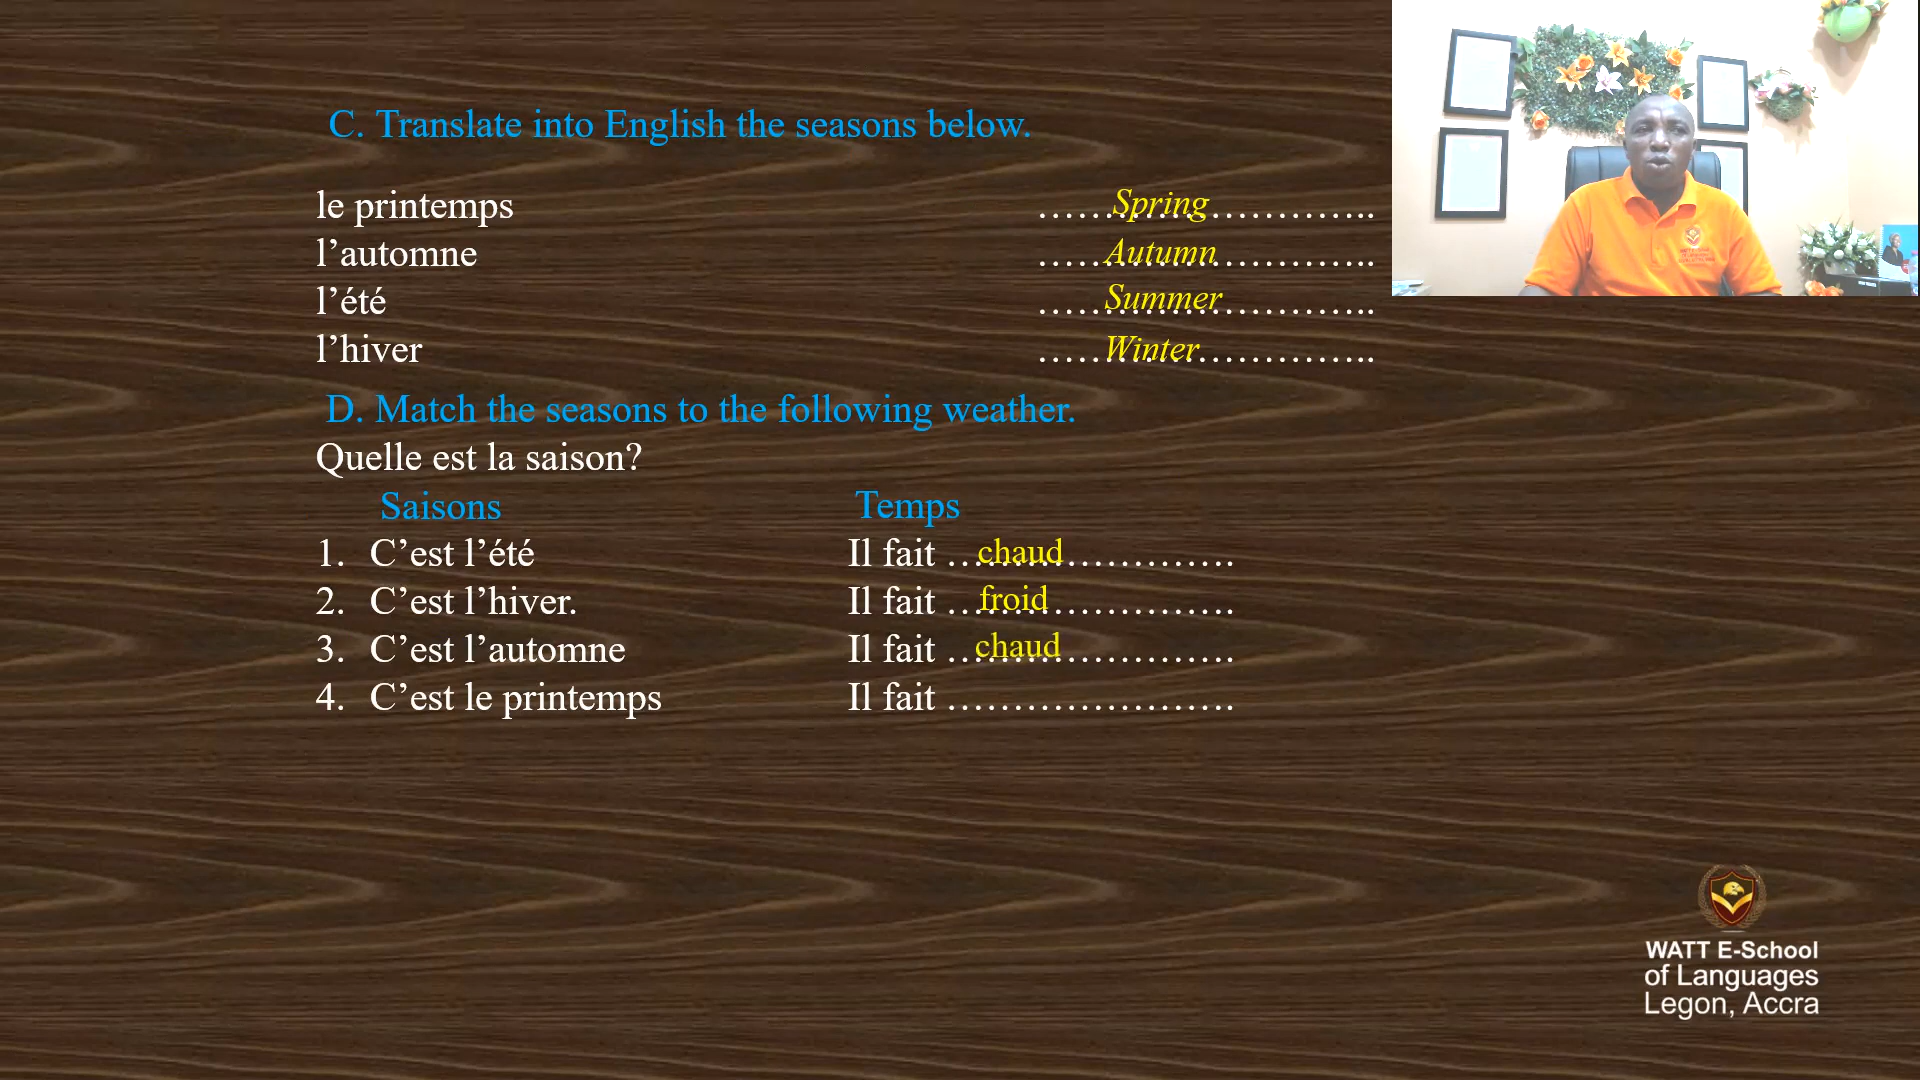 C. Translate into English the seasons below.
le printemps ……Spring…………..
l’automne ……Autumn…………..
l’été ……Summer…………..
l’hiver ……Winter…………..
D. Match the seasons to the following weather.
Quelle est la saison?
Saisons Temps
1. C’est l’été Il fait …chaud…………….
2. C’est l’hiver. Il fait …froid…………….
3. C’est l’automne Il fait …chaud…………….
4. C’est le printemps Il fait ………………….
WATT E-School
of Languages
Legon, Accra